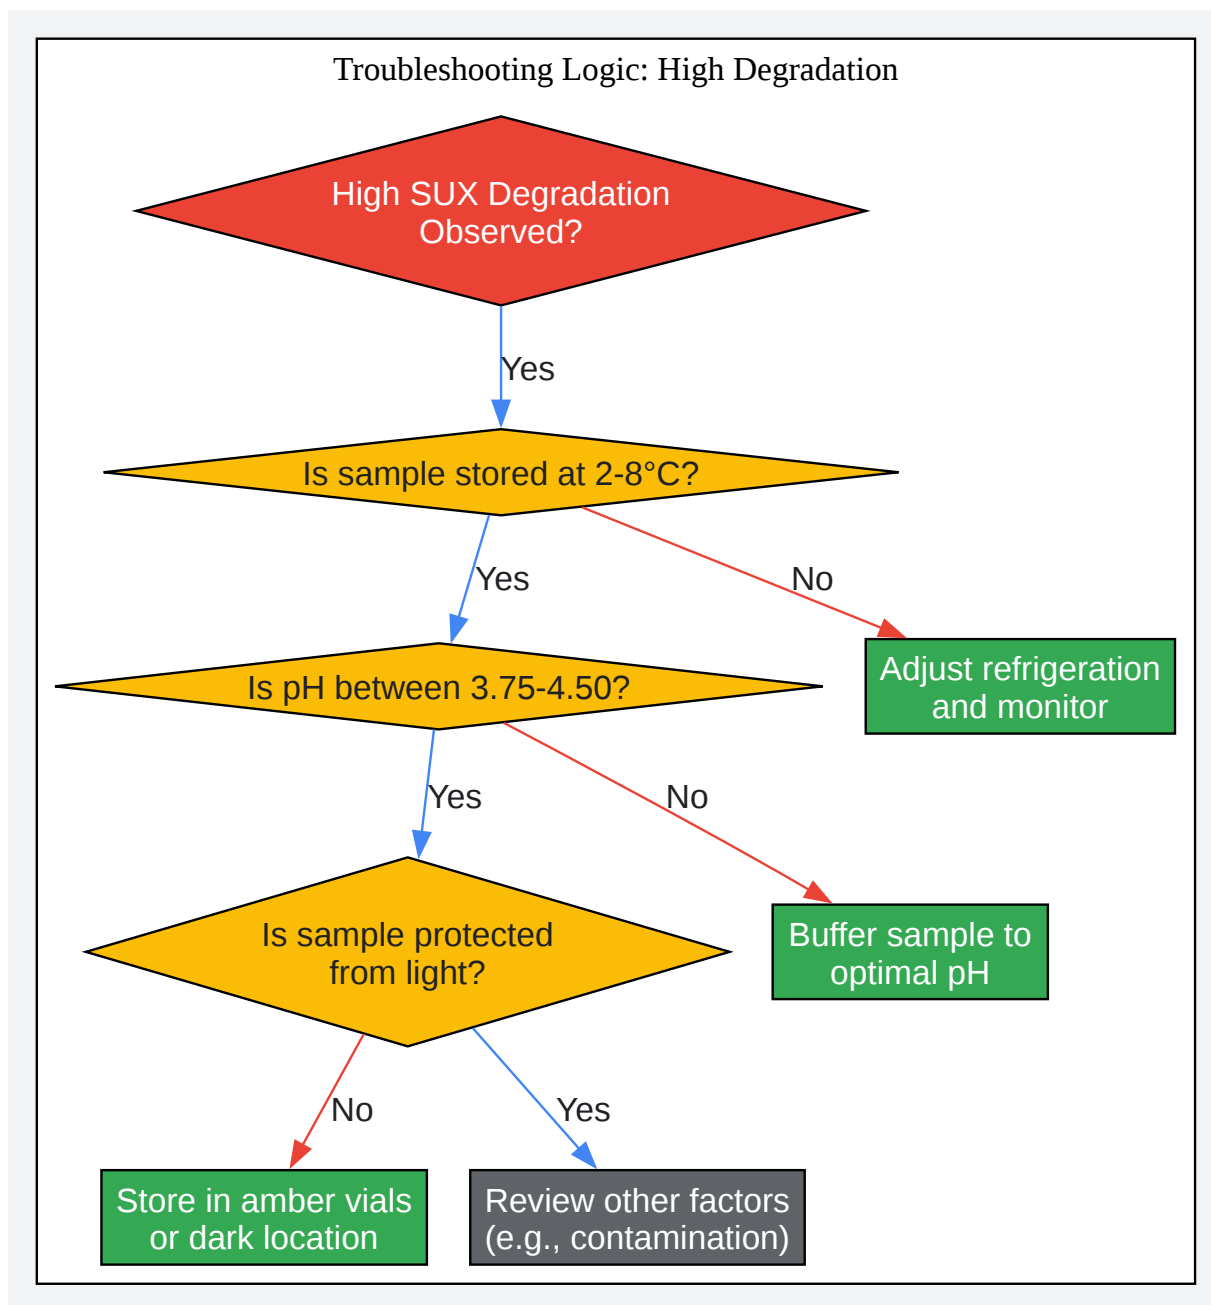 Troubleshooting Logic: High Degradation
High SUX Degradation
Observed?
Yes
Is sample stored at 2-8°C?
Yes
No
Is pH between 3.75-4.50?
Adjust refrigeration
and monitor
Yes
No
Is sample protected
from light?
Buffer sample to
optimal pH
No
Yes
Store in amber vials
or dark location
Review other factors
(e.g., contamination)